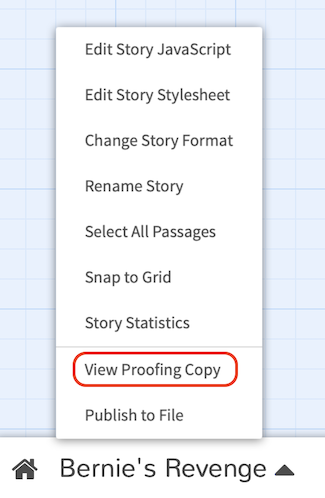 Edit Story JavaScript
Edit Story Stylesheet
Change Story Format
Rename Story
Select All Passages
Snap to Grid
Story Statistics
View Proofing Copy
Publish to File
Bernie's Revenge